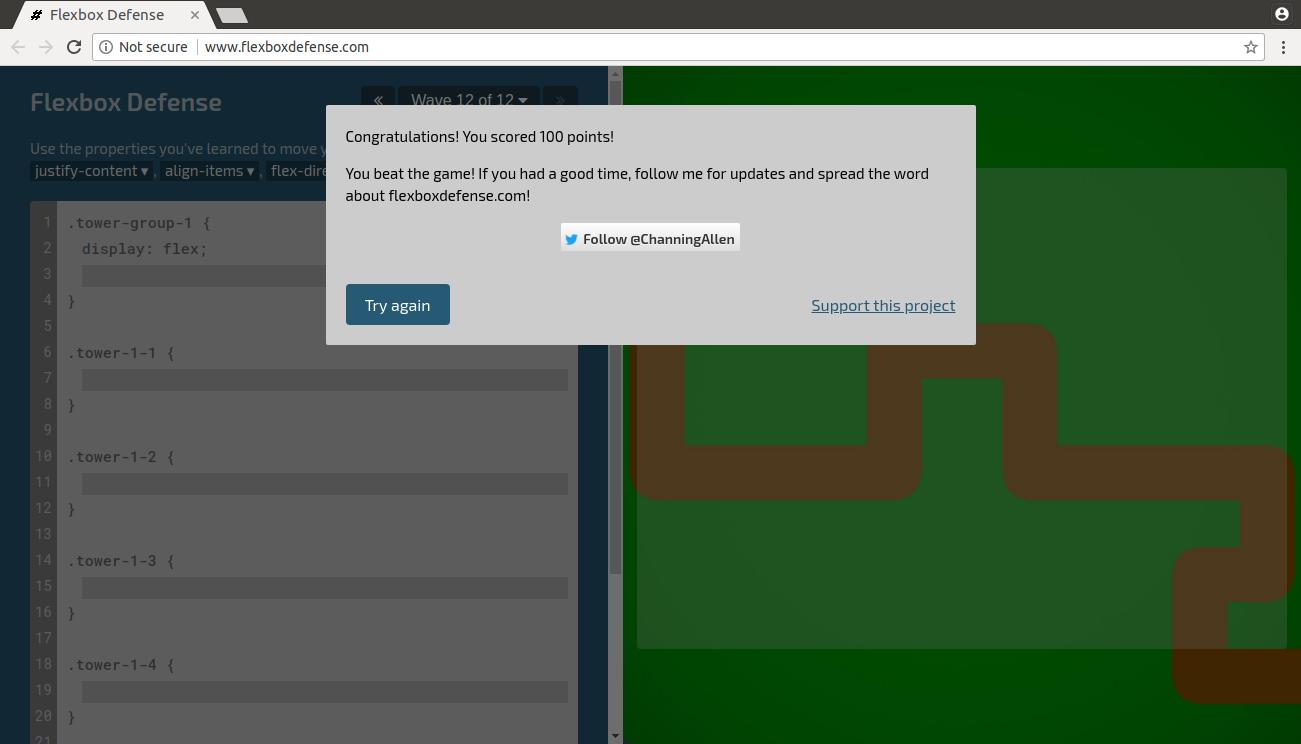 # Flexbox Defense ×
Not secure | www.flexboxdefense.com
Flexbox Defense
« Wave 12 of 12 ▾ »
Use the properties you've learned to move y
justify-content ▾ , align-items ▾ , flex-dire
Congratulations! You scored 100 points!
You beat the game! If you had a good time, follow me for updates and spread the word
about flexboxdefense.com!
Follow @ChanningAllen
Try again Support this project
1 .tower-group-1 {
2 display: flex;
3
4 }
5
6 .tower-1-1 {
7
8 }
9
10 .tower-1-2 {
11
12 }
13
14 .tower-1-3 {
15
16 }
17
18 .tower-1-4 {
19
20 }
21